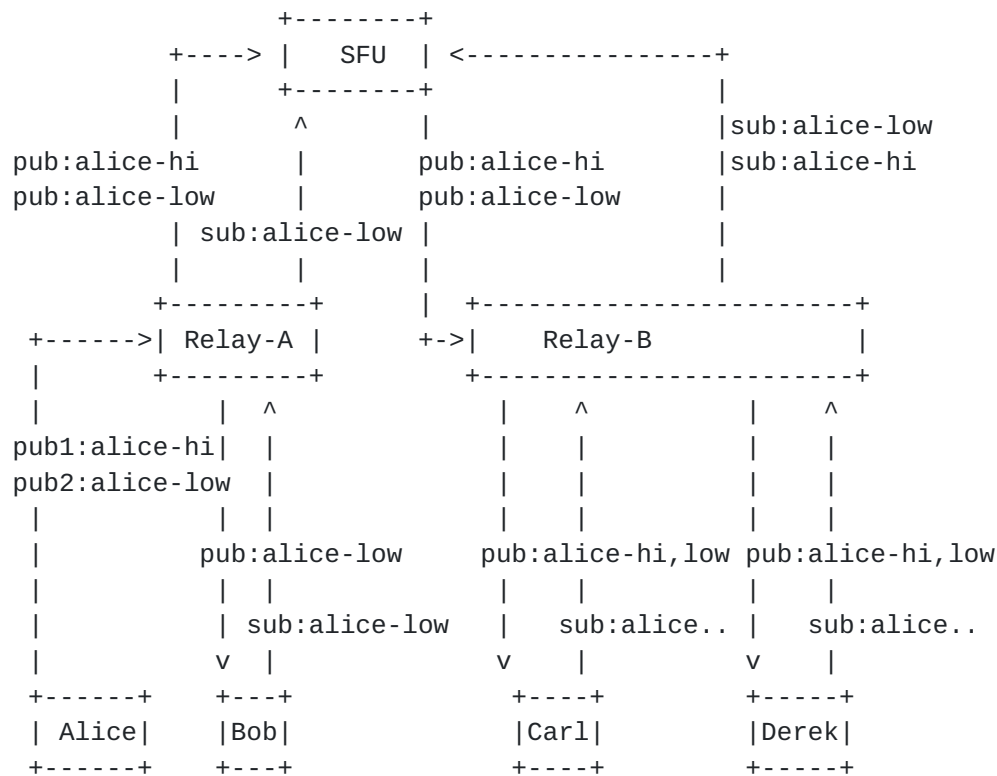 SFU
sub:alice-low
pub:alice-hi pub:alice-hi sub:alice-hi
pub:alice-low pub:alice-low
sub:alice-low
Relay-A Relay-B
pub1:alice-hi
pub2:alice-low
pub:alice-low pub:alice-hi,low pub:alice-hi,low
sub:alice-low sub:alice.. sub:alice..
Alice Bob Carl Derek